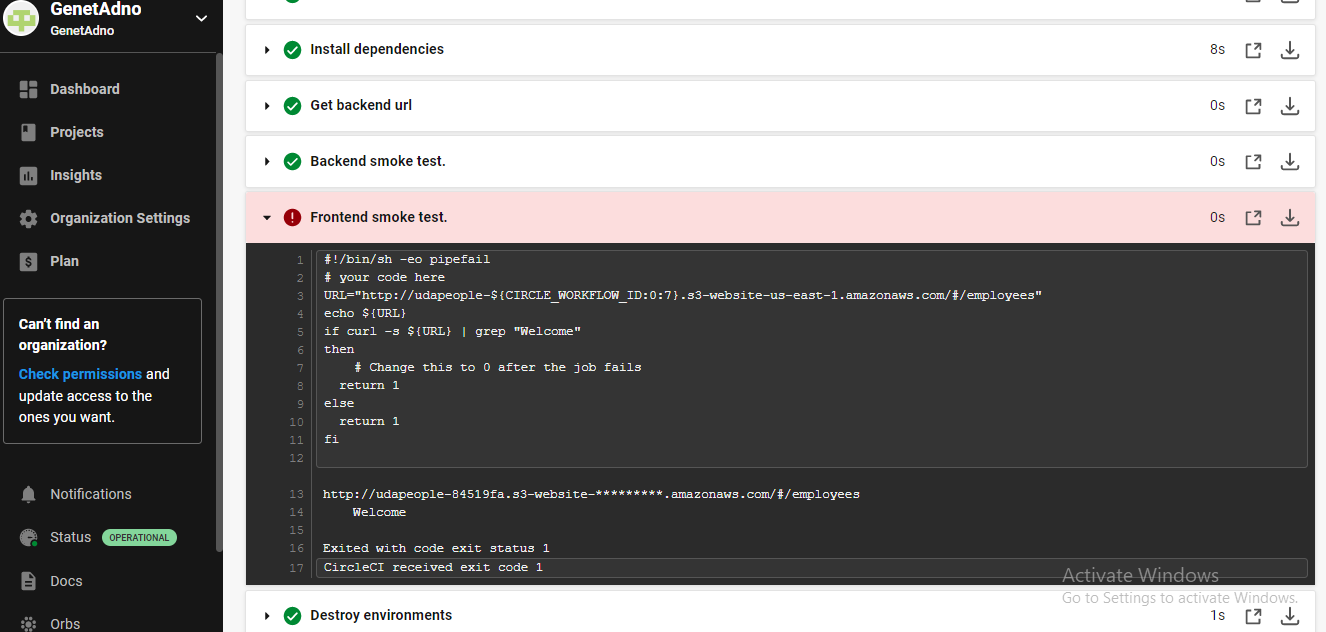 GenetAdno
GenetAdno
Dashboard
Projects
Insights
Organization Settings
$ Plan
Can't find an
organization?
Check permissions and
update access to the
ones you want.
Notifications
Status OPERATIONAL
Docs
Orbs
Install dependencies 8s
Get backend url 0s
Backend smoke test. 0s
! Frontend smoke test. 0s
1 #!/bin/sh -eo pipefail
2 # your code here
3 URL="http://udapeople-${CIRCLE_WORKFLOW_ID:0:7}.s3-website-us-east-1.amazonaws.com/#/employees"
4 echo ${URL}
5 if curl -s ${URL} | grep "Welcome"
6 then
7 # Change this to 0 after the job fails
8 return 1
9 else
10 return 1
11 fi
12
13 http://udapeople-84519fa.s3-website-*********.amazonaws.com/#/employees
14 Welcome
15
16 Exited with code exit status 1
17 CircleCI received exit code 1
Activate Windows
Go to Settings to activate Windows.
Destroy environments 1s